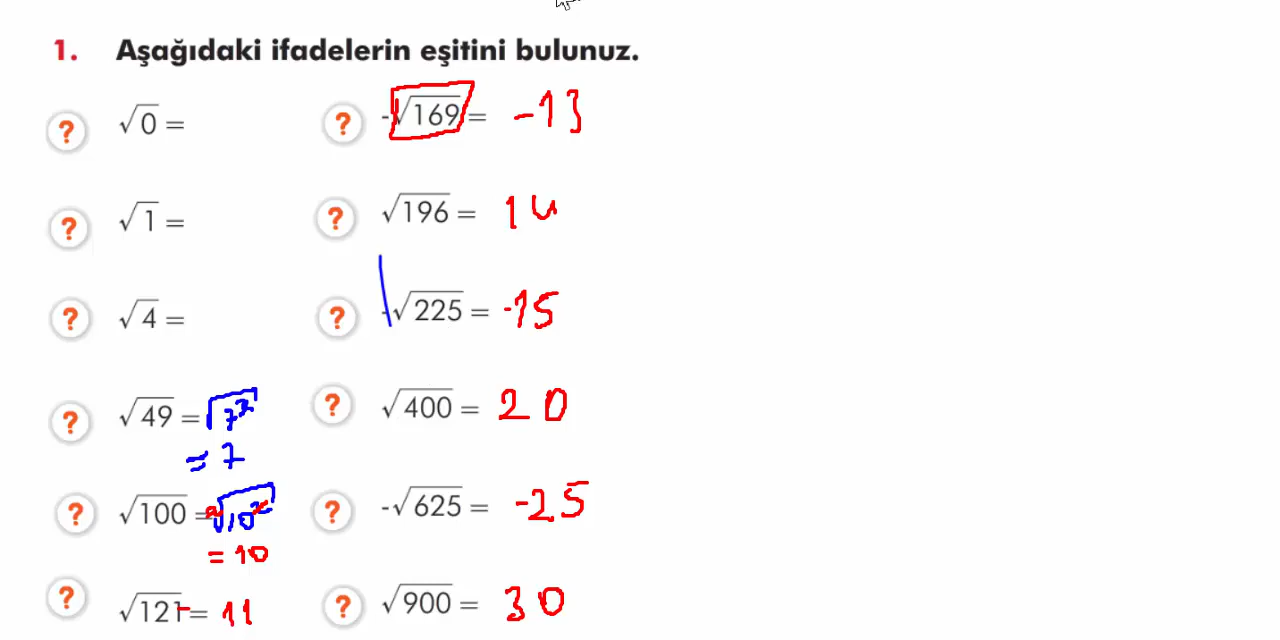 1. Aşağıdaki ifadelerin eşitini bulunuz.
? √0 =
? √1 =
? √4 =
? √49 = √7²
= 7
? √100 = ²√10²
= 10
? √121 = 11
? -√169 = -13
? √196 = 14
? -√225 = -15
? √400 = 20
? -√625 = -25
? √900 = 30